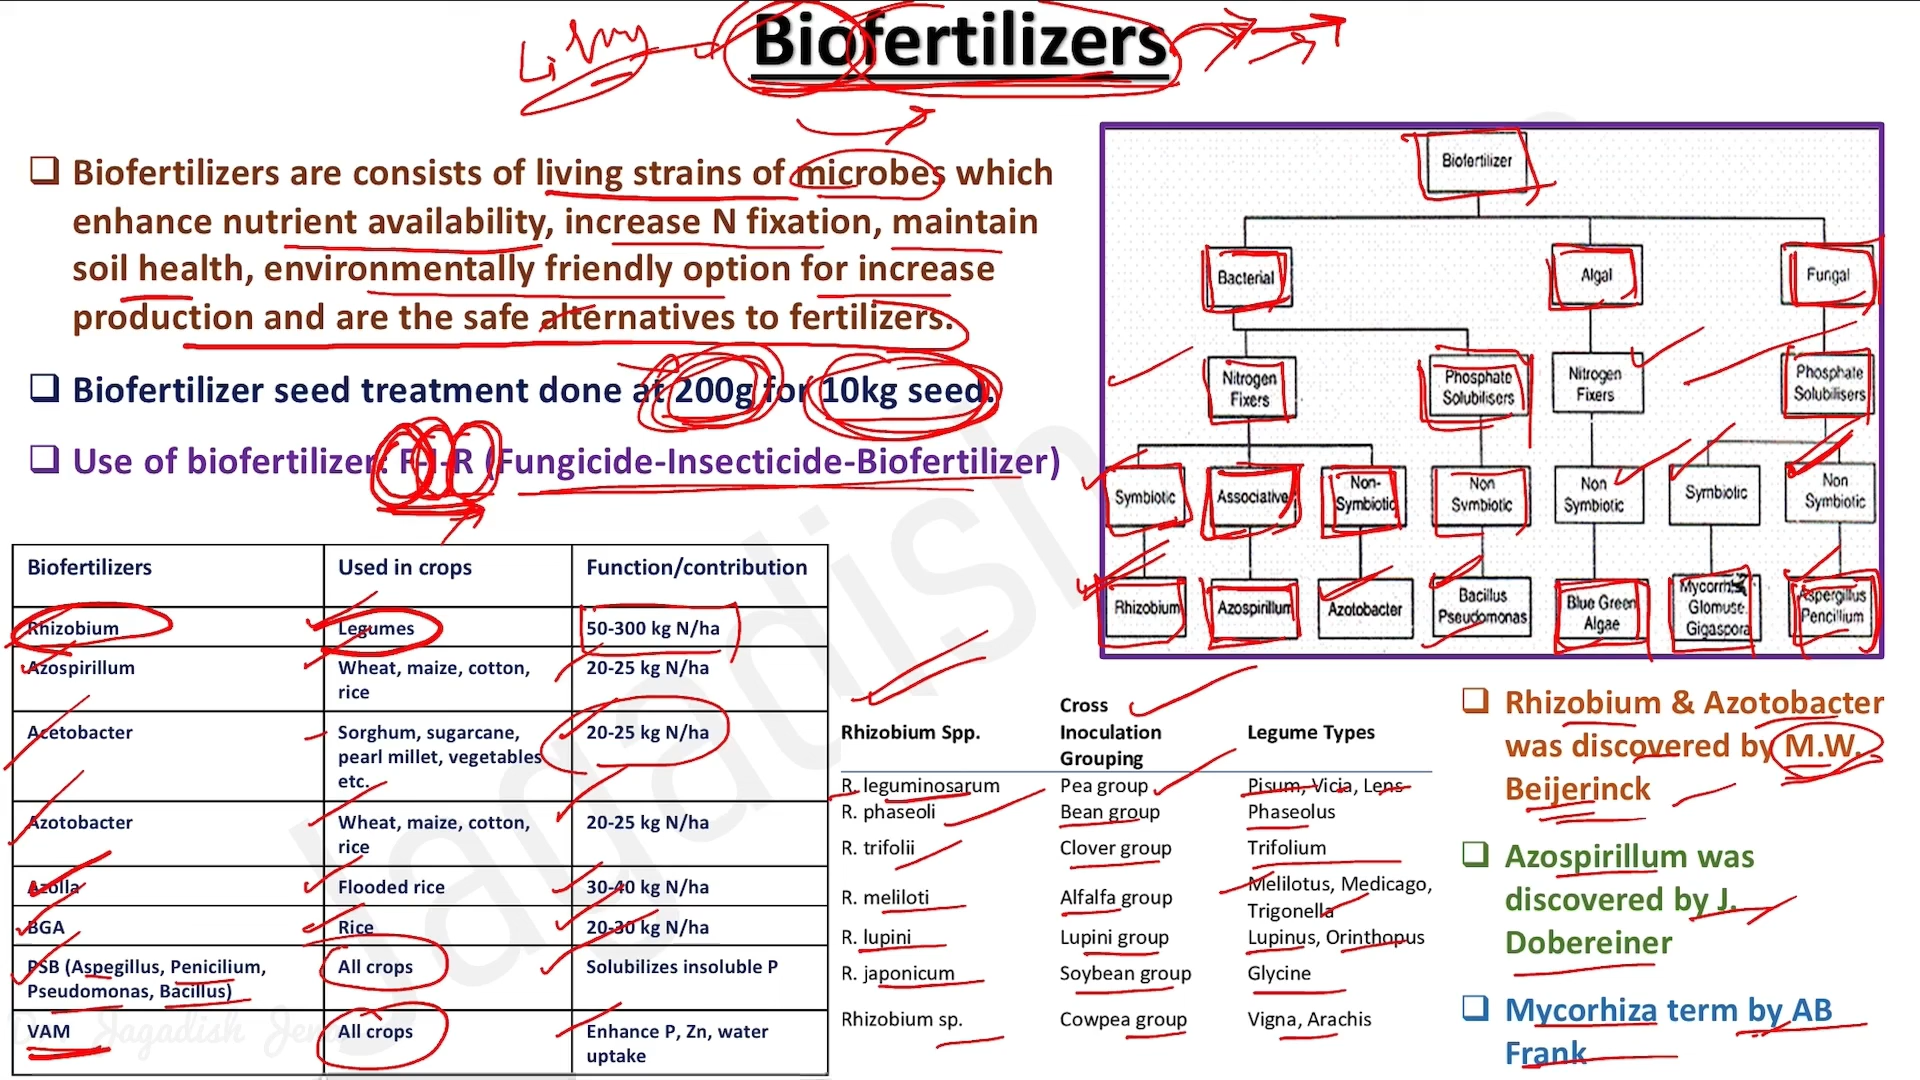 Living
Biofertilizers
❑ Biofertilizers are consists of living strains of microbes which
enhance nutrient availability, increase N fixation, maintain
soil health, environmentally friendly option for increase
production and are the safe alternatives to fertilizers.
❑ Biofertilizer seed treatment done at 200g for 10kg seed.
❑ Use of biofertilizer: F-I-R (Fungicide-Insecticide-Biofertilizer)
Biofertilizers Used in crops Function/contribution
Rhizobium Legumes 50-300 kg N/ha
Azospirillum Wheat, maize, cotton, 20-25 kg N/ha
rice
Acetobacter Sorghum, sugarcane, 20-25 kg N/ha
pearl millet, vegetables
etc.
Azotobacter Wheat, maize, cotton, 20-25 kg N/ha
rice
Azolla Flooded rice 30-40 kg N/ha
BGA Rice 20-30 kg N/ha
PSB (Aspegillus, Penicilium, All crops Solubilizes insoluble P
Pseudomonas, Bacillus)
VAM All crops Enhance P, Zn, water
uptake
Biofertilizer
Bacterial Algal Fungal
Nitrogen Phosphate Nitrogen Phosphate
Fixers Solubilisers Fixers Solubilisers
Symbiotic Associative Non- Non Non Symbiotic Non
Symbiotic Symbiotic Symbiotic Symbiotic
Rhizobium Azospirillum Azotobacter Bacillus Blue Green Mycorrhiza Aspergillus
Pseudomonas Algae Glomuse Pencillium
Gigaspora
Cross
Rhizobium Spp. Inoculation Legume Types
Grouping
R. leguminosarum Pea group Pisum, Vicia, Lens
R. phaseoli Bean group Phaseolus
R. trifolii Clover group Trifolium
R. meliloti Alfalfa group Melilotus, Medicago,
Trigonella
R. lupini Lupini group Lupinus, Orinthopus
R. japonicum Soybean group Glycine
Rhizobium sp. Cowpea group Vigna, Arachis
❑ Rhizobium & Azotobacter
was discovered by M.W.
Beijerinck
❑ Azospirillum was
discovered by J.
Dobereiner
❑ Mycorhiza term by AB
Frank
Jagadish
Jagadish Jena